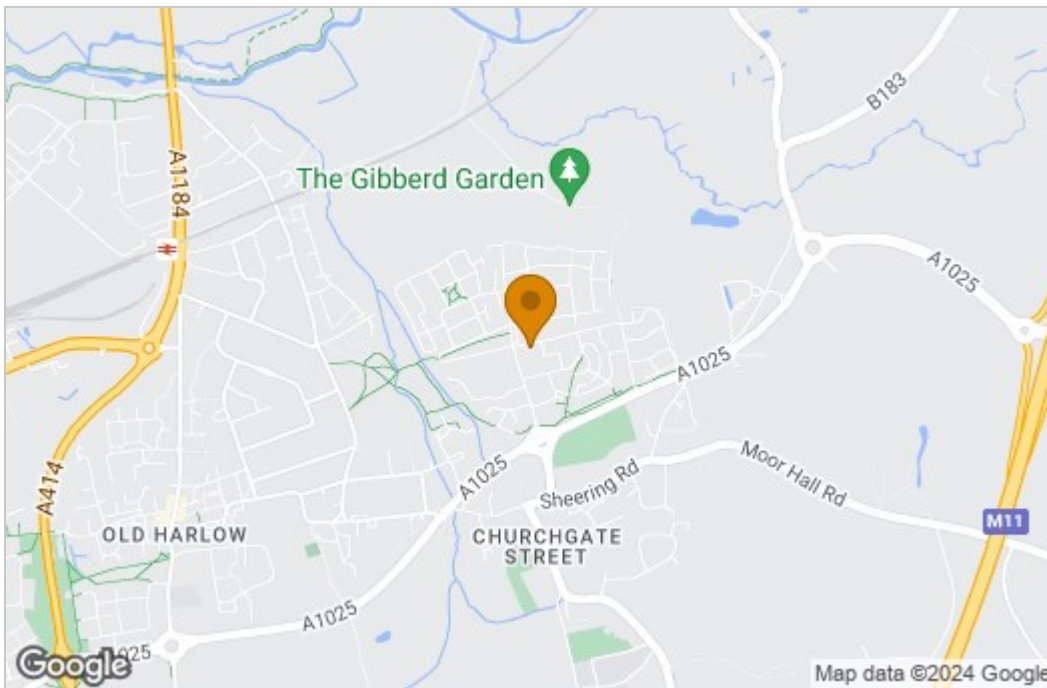 B183
A1184
The Gibberd Garden
A1025
A1025
A414
Moor Hall Rd
A1025
Sheering Rd
M11
OLD HARLOW
CHURCHGATE
STREET
A1025
A1025
Google
Map data ©2024 Google